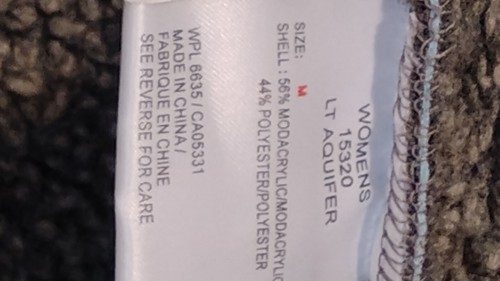 WOMENS
15320
LT AQUIFER
SIZE: M
SHELL : 56% MODACRYLIC/MODACRYLIC
44% POLYESTER/POLYESTER
WPL 6635 / CA05331
MADE IN CHINA /
FABRIQUE EN CHINE
SEE REVERSE FOR CARE